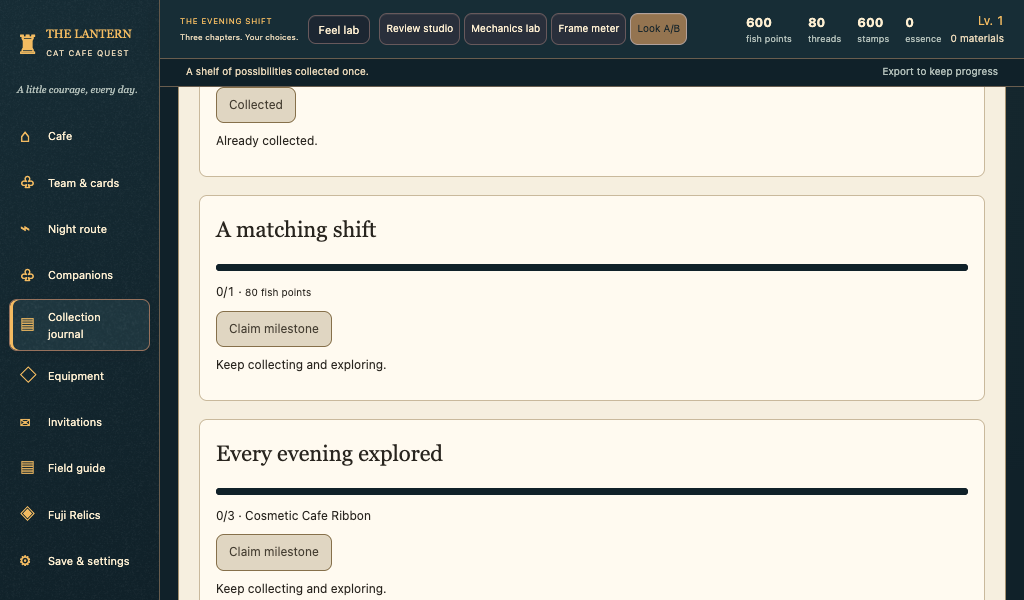 THE LANTERN
CAT CAFE QUEST
A little courage, every day.
Cafe
Team & cards
Night route
Companions
Collection
journal
Equipment
Invitations
Field guide
Fuji Relics
Save & settings
THE EVENING SHIFT
Three chapters. Your choices.
Feel lab
Review studio
Mechanics lab
Frame meter
Look A/B
600
fish points
80
threads
600
stamps
0
essence
Lv. 1
0 materials
A shelf of possibilities collected once.
Export to keep progress
Collected
Already collected.
A matching shift
0/1 · 80 fish points
Claim milestone
Keep collecting and exploring.
Every evening explored
0/3 · Cosmetic Cafe Ribbon
Claim milestone
Keep collecting and exploring.